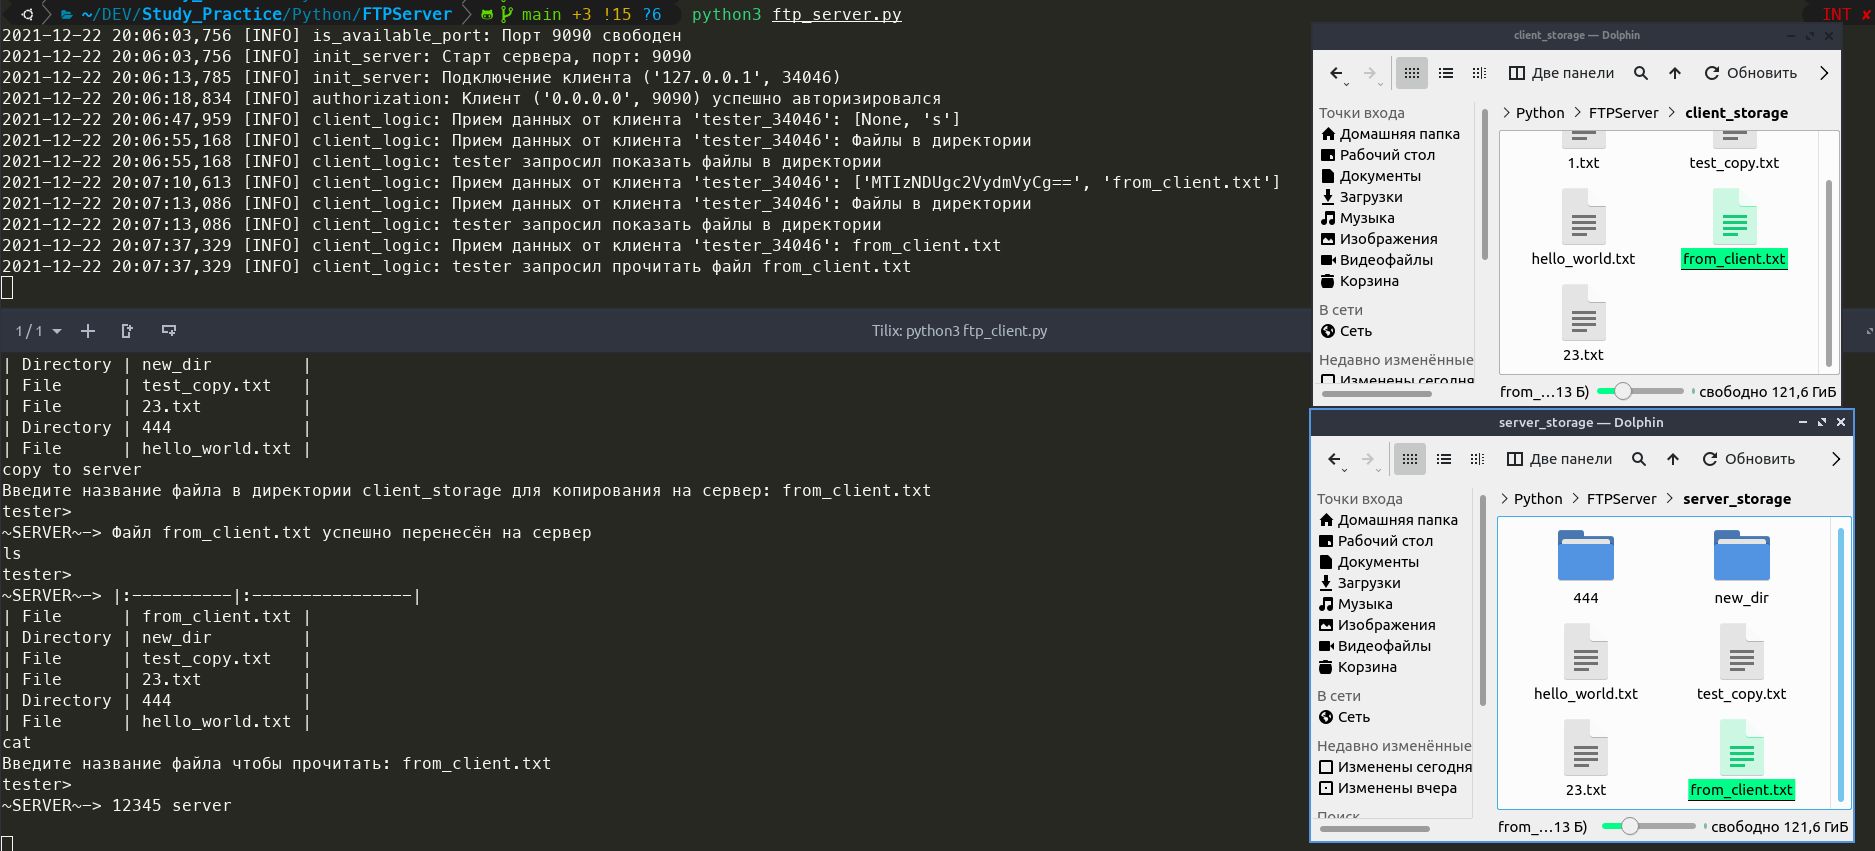 ~/DEV/Study_Practice/Python/FTPServer main +3 !15 ?6 python3 ftp_server.py INT ✘
2021-12-22 20:06:03,756 [INFO] is_available_port: Порт 9090 свободен
2021-12-22 20:06:03,756 [INFO] init_server: Старт сервера, порт: 9090
2021-12-22 20:06:13,785 [INFO] init_server: Подключение клиента ('127.0.0.1', 34046)
2021-12-22 20:06:18,834 [INFO] authorization: Клиент ('0.0.0.0', 9090) успешно авторизировался
2021-12-22 20:06:47,959 [INFO] client_logic: Прием данных от клиента 'tester_34046': [None, 's']
2021-12-22 20:06:55,168 [INFO] client_logic: Прием данных от клиента 'tester_34046': Файлы в директории
2021-12-22 20:06:55,168 [INFO] client_logic: tester запросил показать файлы в директории
2021-12-22 20:07:10,613 [INFO] client_logic: Прием данных от клиента 'tester_34046': ['MTIzNDUgc2VydmVyCg==', 'from_client.txt']
2021-12-22 20:07:13,086 [INFO] client_logic: Прием данных от клиента 'tester_34046': Файлы в директории
2021-12-22 20:07:13,086 [INFO] client_logic: tester запросил показать файлы в директории
2021-12-22 20:07:37,329 [INFO] client_logic: Прием данных от клиента 'tester_34046': from_client.txt
2021-12-22 20:07:37,329 [INFO] client_logic: tester запросил прочитать файл from_client.txt
1 / 1
Tilix: python3 ftp_client.py
| Directory | new_dir         |
| File      | test_copy.txt   |
| File      | 23.txt          |
| Directory | 444             |
| File      | hello_world.txt |
copy to server
Введите название файла в директории client_storage для копирования на сервер: from_client.txt
tester>
~SERVER~-> Файл from_client.txt успешно перенесён на сервер
ls
tester>
~SERVER~-> |:----------|:----------------|
| File      | from_client.txt |
| Directory | new_dir         |
| File      | test_copy.txt   |
| File      | 23.txt          |
| Directory | 444             |
| File      | hello_world.txt |
cat
Введите название файла чтобы прочитать: from_client.txt
tester>
~SERVER~-> 12345 server
client_storage — Dolphin
Две панели
Обновить
Точки входа
Домашняя папка
Рабочий стол
Документы
Загрузки
Музыка
Изображения
Видеофайлы
Корзина
В сети
Сеть
Недавно изменённые
Изменены сегодня
Python > FTPServer > client_storage
1.txt
test_copy.txt
hello_world.txt
from_client.txt
23.txt
from_...13 Б)
свободно 121,6 ГиБ
server_storage — Dolphin
Две панели
Обновить
Точки входа
Домашняя папка
Рабочий стол
Документы
Загрузки
Музыка
Изображения
Видеофайлы
Корзина
В сети
Сеть
Недавно изменённые
Изменены сегодня
Изменены вчера
Поиск
Python > FTPServer > server_storage
444
new_dir
hello_world.txt
test_copy.txt
23.txt
from_client.txt
from_...13 Б)
свободно 121,6 ГиБ